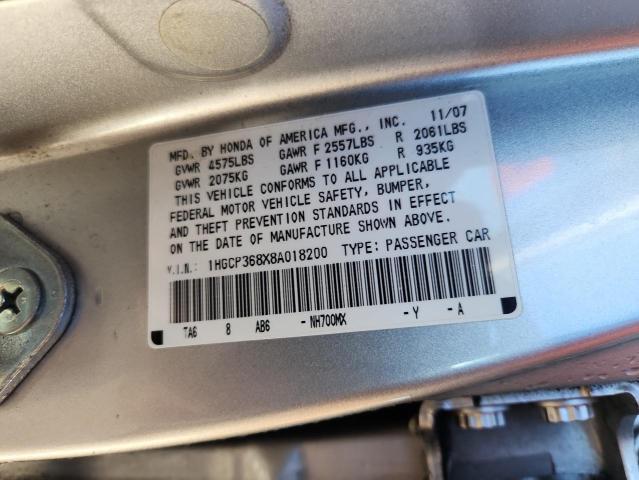 MFD. BY HONDA OF AMERICA MFG., INC. 11/07
GVWR 4575LBS GAWR F 2557LBS R 2061LBS
GVWR 2075KG GAWR F 1160KG R 935KG
THIS VEHICLE CONFORMS TO ALL APPLICABLE
FEDERAL MOTOR VEHICLE SAFETY, BUMPER,
AND THEFT PREVENTION STANDARDS IN EFFECT
ON THE DATE OF MANUFACTURE SHOWN ABOVE.
V.I.N.: 1HGCP368X8A018200 TYPE: PASSENGER CAR
TA6 8 AB6 -NH700MX -Y -A